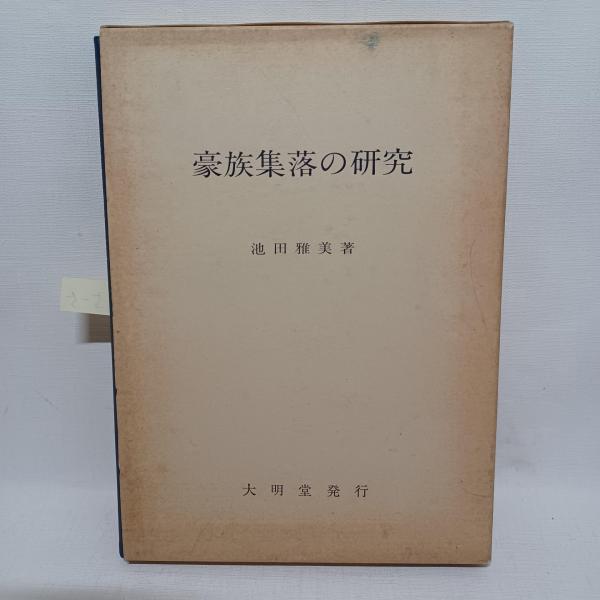 豪族集落の研究
池田雅美著
大明堂発行